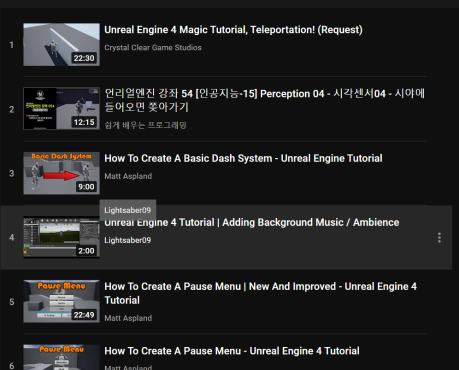 1
22:30
Unreal Engine 4 Magic Tutorial, Teleportation! (Request)
Crystal Clear Game Studios
2
12:15
언리얼엔진 강좌 54 [인공지능-15] Perception 04 - 시각센서04 - 시야에
들어오면 쫓아가기
쉽게 배우는 프로그래밍
3
Basic Dash System
9:00
How To Create A Basic Dash System - Unreal Engine Tutorial
Matt Aspland
Lightsaber09
4
2:00
Unreal Engine 4 Tutorial | Adding Background Music / Ambience
Lightsaber09
5
Pause Menu
22:49
How To Create A Pause Menu | New And Improved - Unreal Engine 4
Tutorial
Matt Aspland
6
Pause Menu
How To Create A Pause Menu - Unreal Engine 4 Tutorial
Matt Aspland